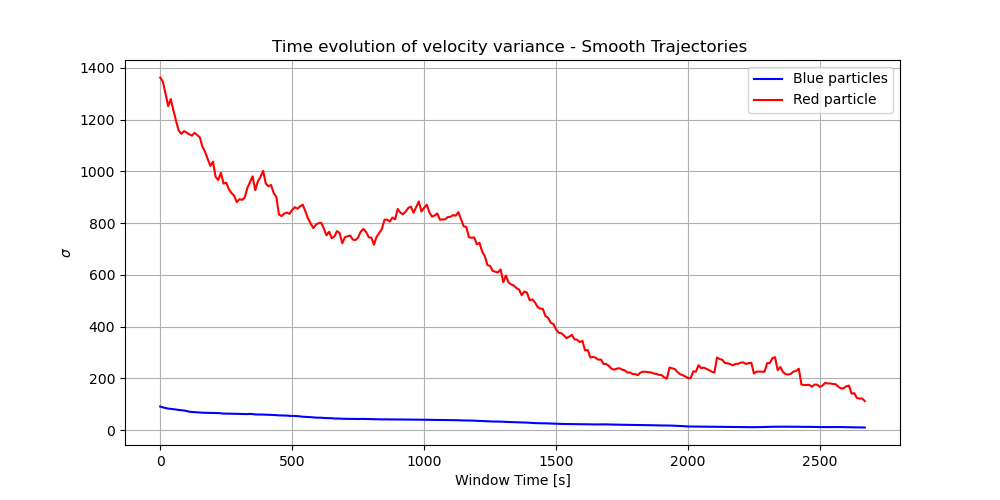 Time evolution of velocity variance - Smooth Trajectories
1400
1200
1000
800
600
400
200
0
σ
Blue particles
Red particle
0
500
1000
1500
2000
2500
Window Time [s]